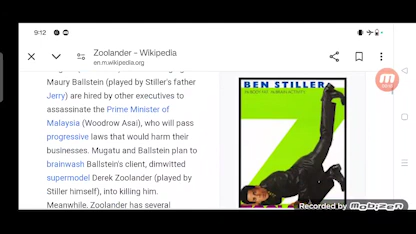 9:12
Zoolander – Wikipedia
en.m.wikipedia.org
Maury Ballstein (played by Stiller's father
Jerry) are hired by other executives to
assassinate the Prime Minister of
Malaysia (Woodrow Asai), who will pass
progressive laws that would harm their
businesses. Mugatu and Ballstein plan to
brainwash Ballstein's client, dimwitted
supermodel Derek Zoolander (played by
Stiller himself), into killing him.
Meanwhile, Zoolander has several
BEN STILLER
Recorded by Mobizen